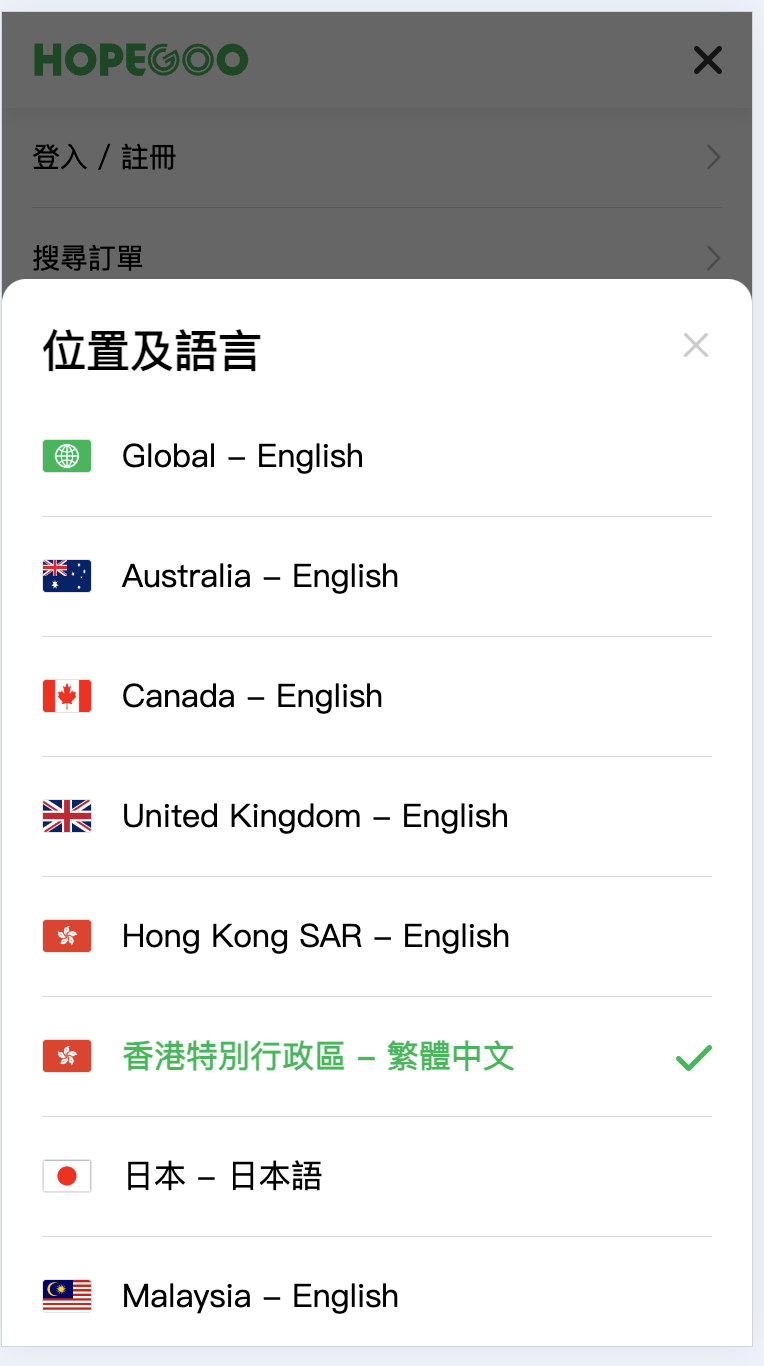 HOPEGOO
登入 / 註冊
搜尋訂單
位置及語言
Global – English
Australia – English
Canada – English
United Kingdom – English
Hong Kong SAR – English
香港特別行政區 – 繁體中文
日本 – 日本語
Malaysia – English